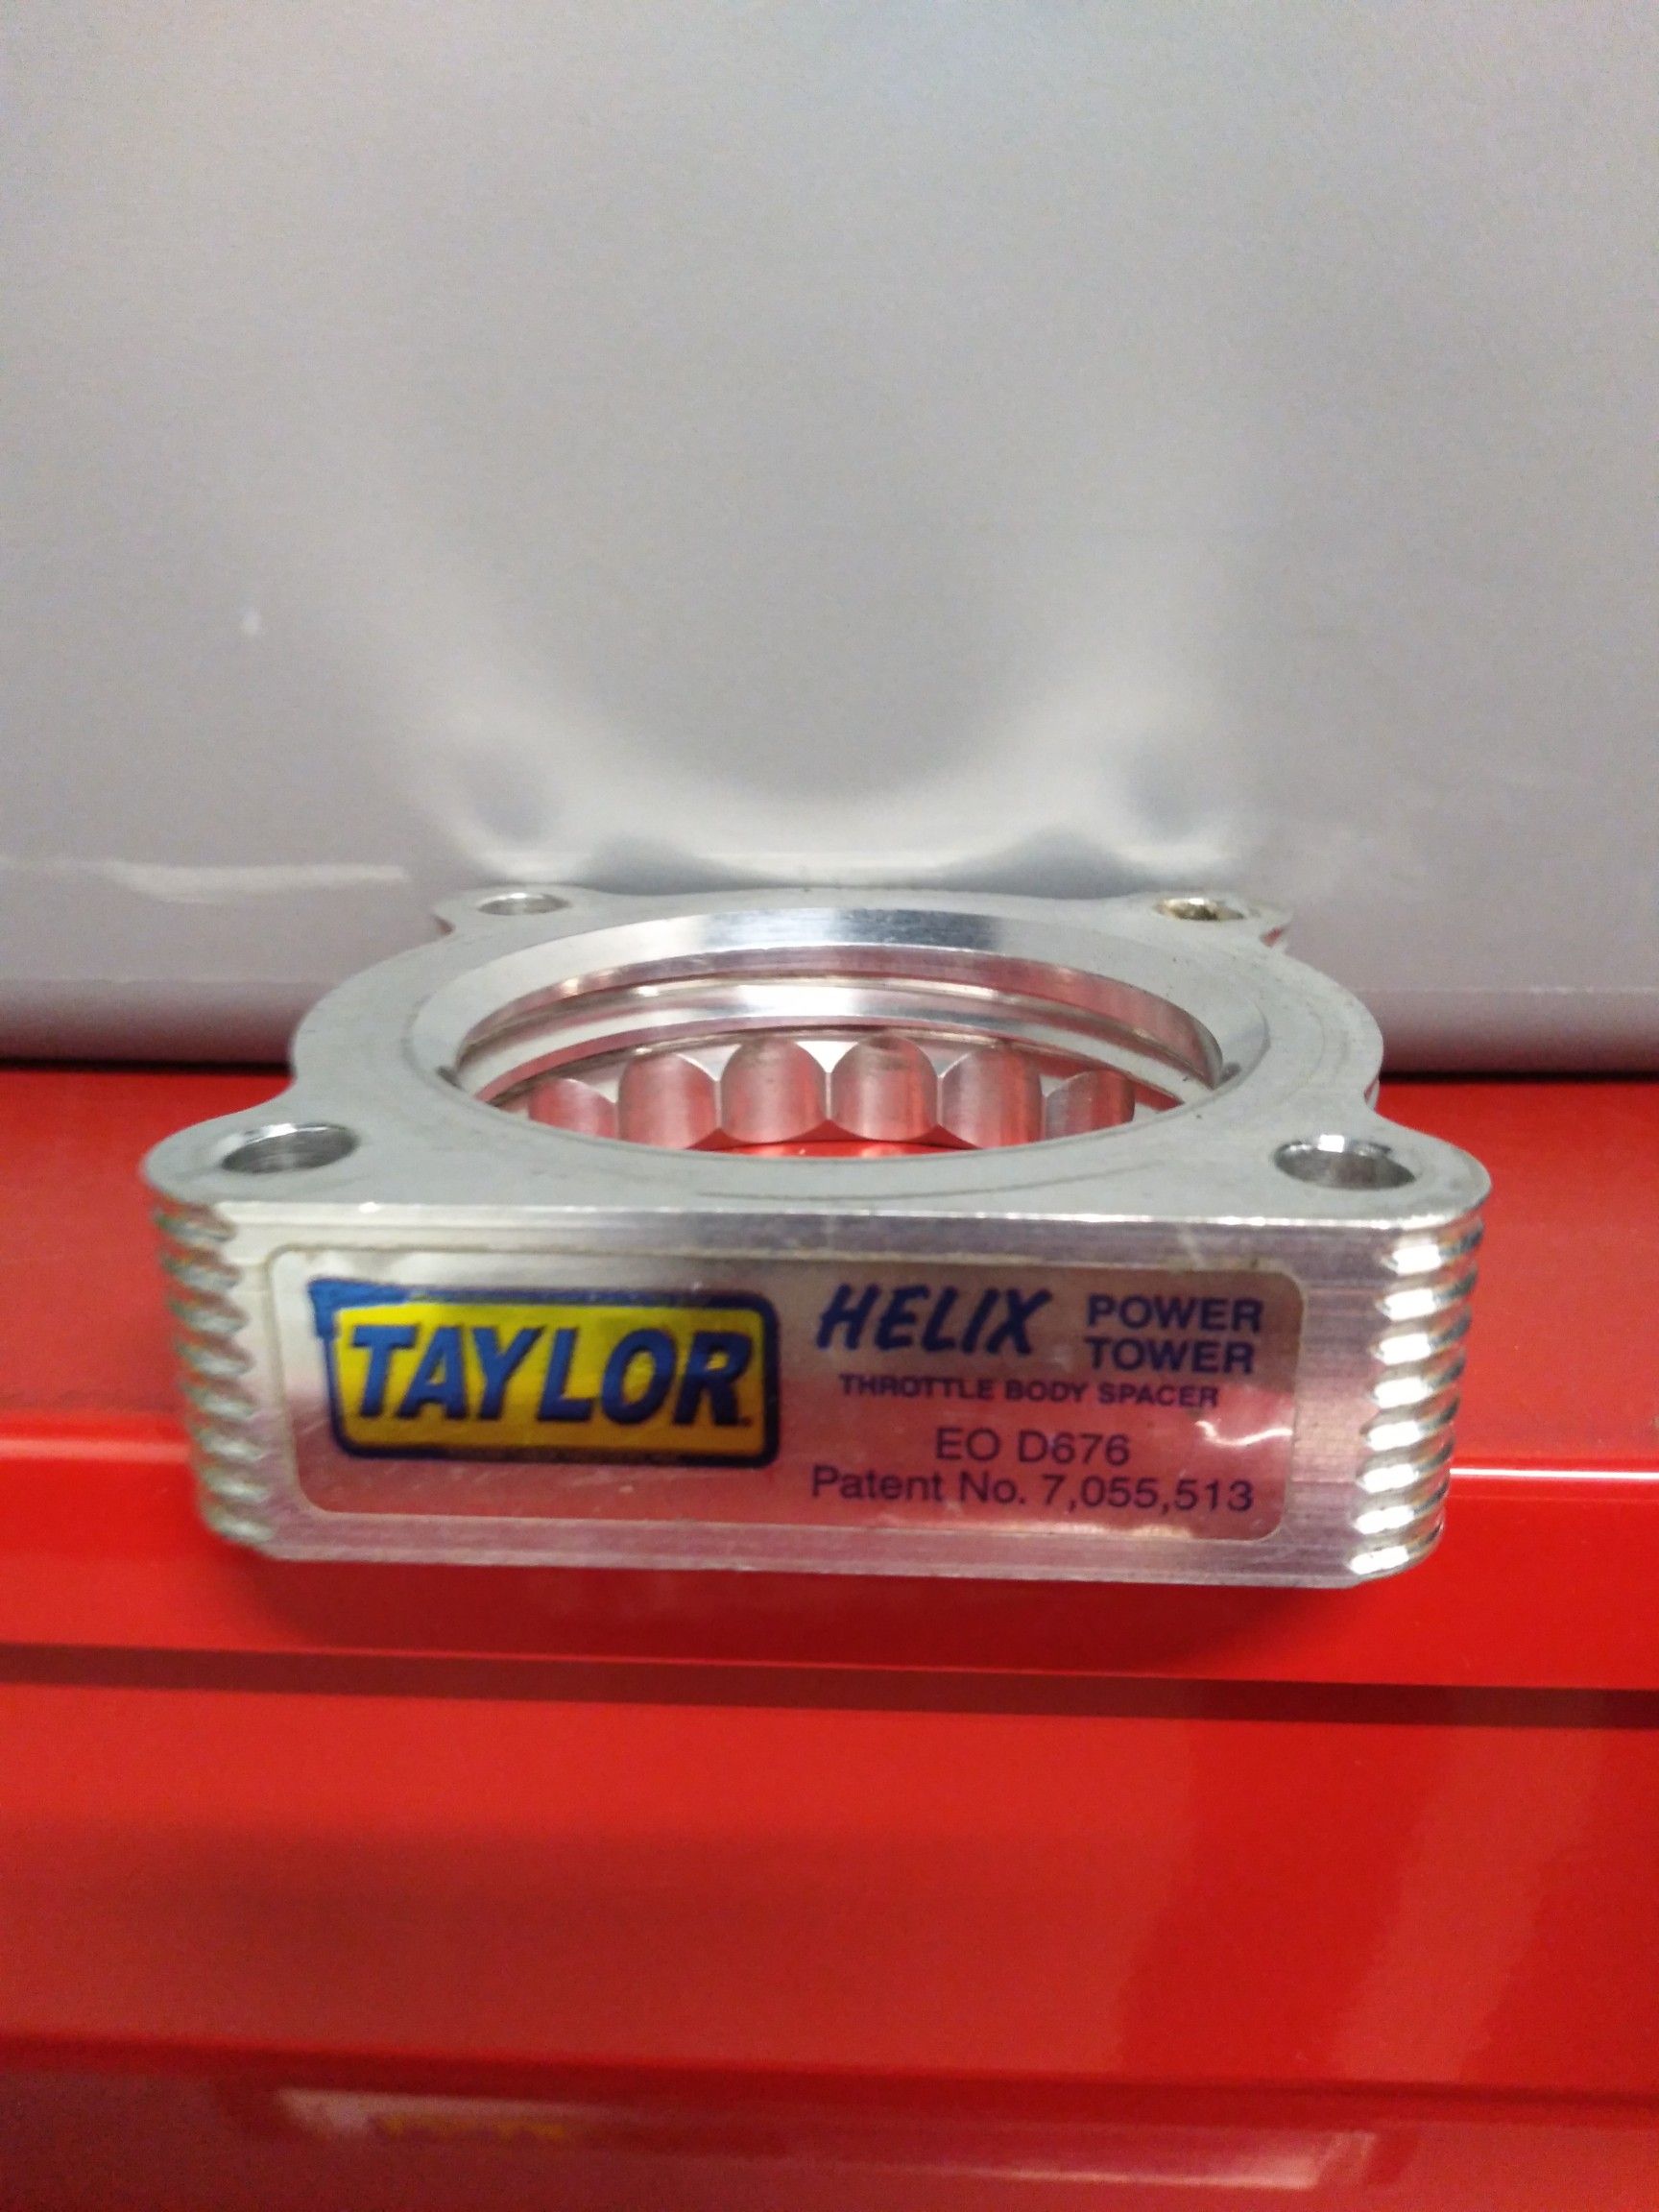 TAYLOR
HELIX POWER TOWER
THROTTLE BODY SPACER
EO D676
Patent No. 7,055,513